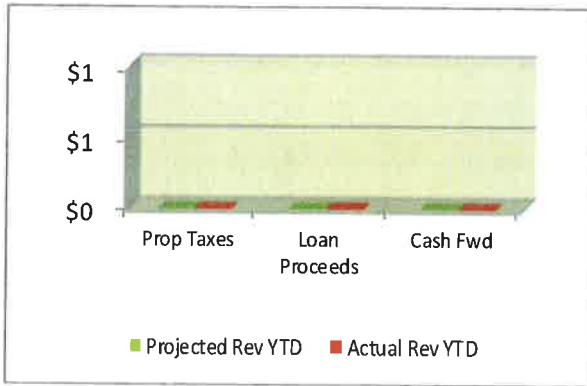 $1
$1
$0
Prop Taxes
Loan Proceeds
Cash Fwd
Projected Rev YTD
Actual Rev YTD